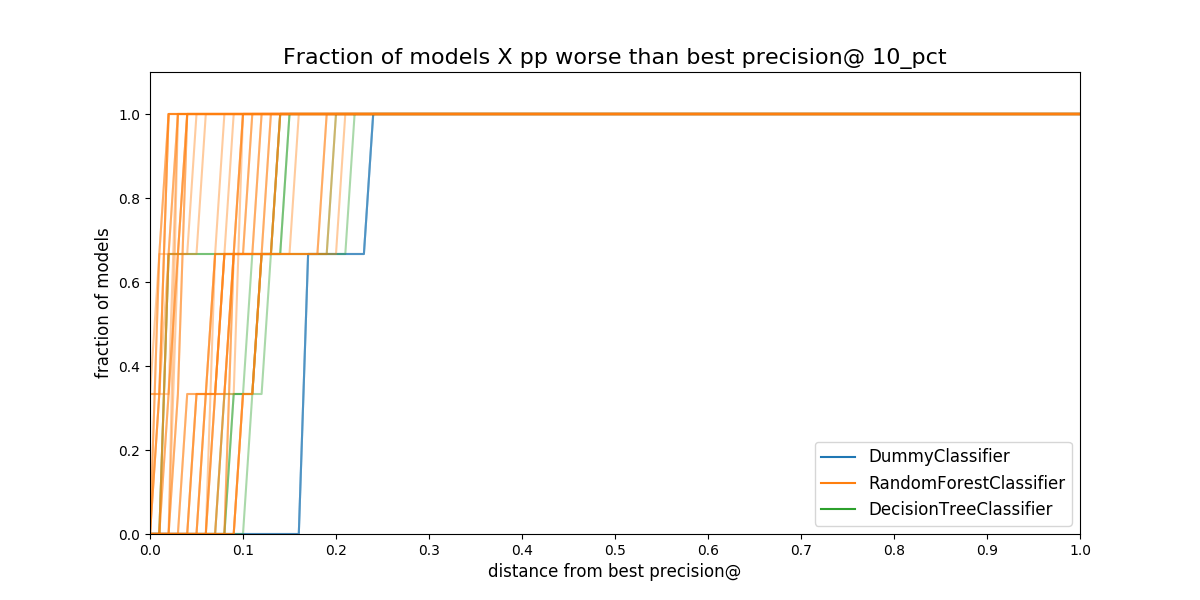 Fraction of models X pp worse than best precision@ 10_pct
fraction of models
1.0
0.8
0.6
0.4
0.2
0.0
DummyClassifier
RandomForestClassifier
DecisionTreeClassifier
0.0 0.1 0.2 0.3 0.4 0.5 0.6 0.7 0.8 0.9 1.0
distance from best precision@